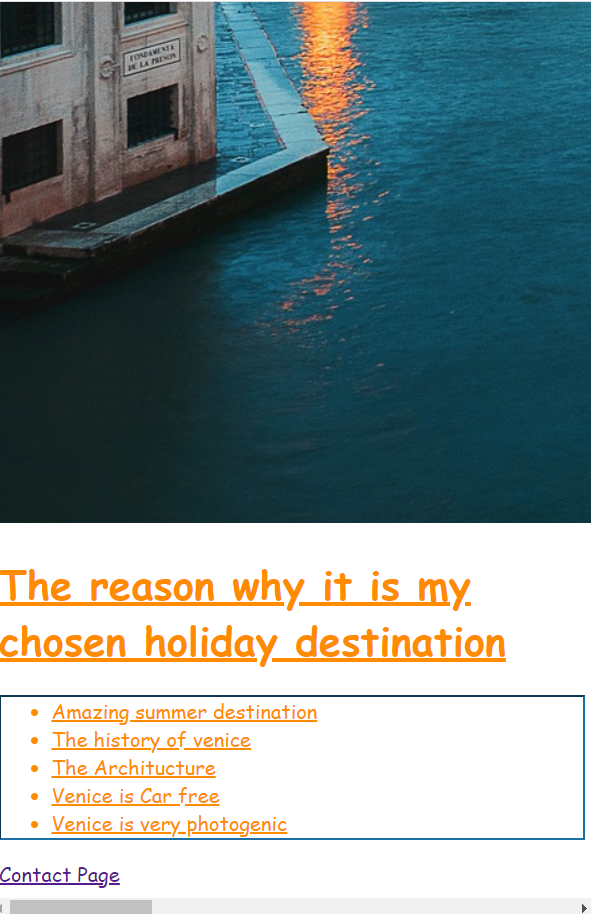 FONDAMENTA
DE LA PRESON
The reason why it is my
chosen holiday destination
Amazing summer destination
The history of venice
The Architucture
Venice is Car free
Venice is very photogenic
Contact Page